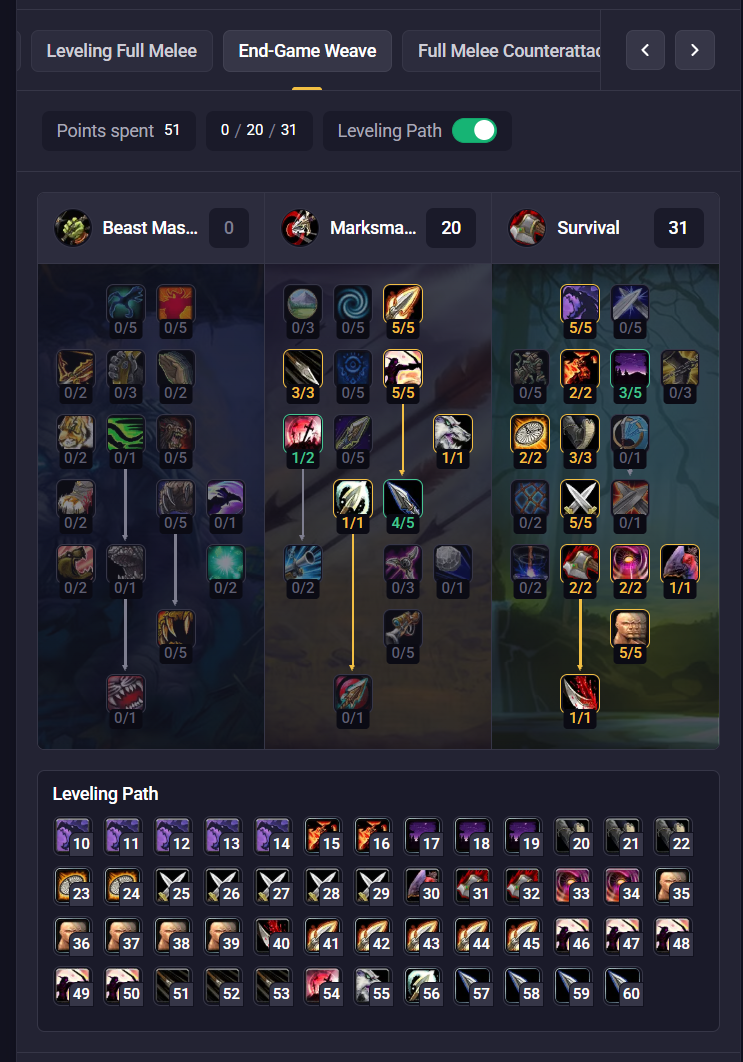 Leveling Full Melee End-Game Weave Full Melee Counterattac
Points spent 51 0 / 20 / 31 Leveling Path
Beast Mas... 0 Marksma... 20 Survival 31
0/5 0/5 0/3 0/5 5/5 5/5 0/5
0/2 0/3 0/2 3/3 0/5 5/5 0/5 2/2 3/5 0/3
0/2 0/1 0/5 1/2 0/5 1/1 2/2 3/3 0/1
0/2 0/5 0/1 1/1 4/5 0/2 5/5 0/1
0/2 0/1 0/2 0/2 0/3 0/1 0/2 2/2 2/2 1/1
0/5 0/5 5/5
0/1 0/1 1/1
Leveling Path
10 11 12 13 14 15 16 17 18 19 20 21 22
23 24 25 26 27 28 29 30 31 32 33 34 35
36 37 38 39 40 41 42 43 44 45 46 47 48
49 50 51 52 53 54 55 56 57 58 59 60